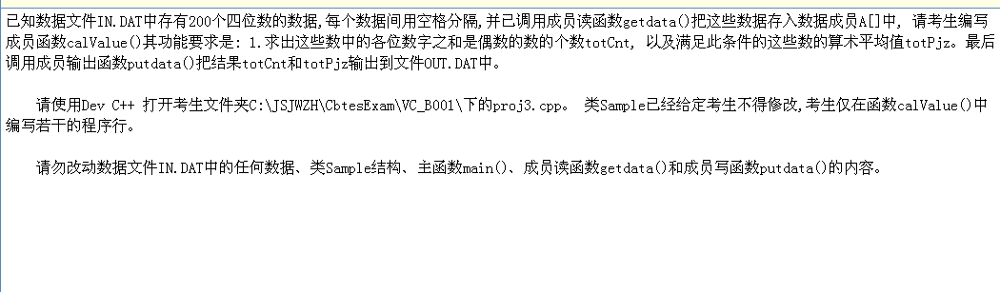 已知数据文件IN.DAT中存有200个四位数的数据,每个数据间用空格分隔,并已调用成员读函数getdata()把这些数据存入数据成员A[]中, 请考生编写
成员函数calValue()其功能要求是: 1.求出这些数中的各位数字之和是偶数的数的个数totCnt, 以及满足此条件的这些数的算术平均值totPjz。最后
调用成员输出函数putdata()把结果totCnt和totPjz输出到文件OUT.DAT中。
请使用Dev C++ 打开考生文件夹C:\JSJWZH\CbtesExam\VC_B001\下的proj3.cpp。 类Sample已经给定考生不得修改,考生仅在函数calValue()中
编写若干的程序行。
请勿改动数据文件IN.DAT中的任何数据、类Sample结构、主函数main()、成员读函数getdata()和成员写函数putdata()的内容。